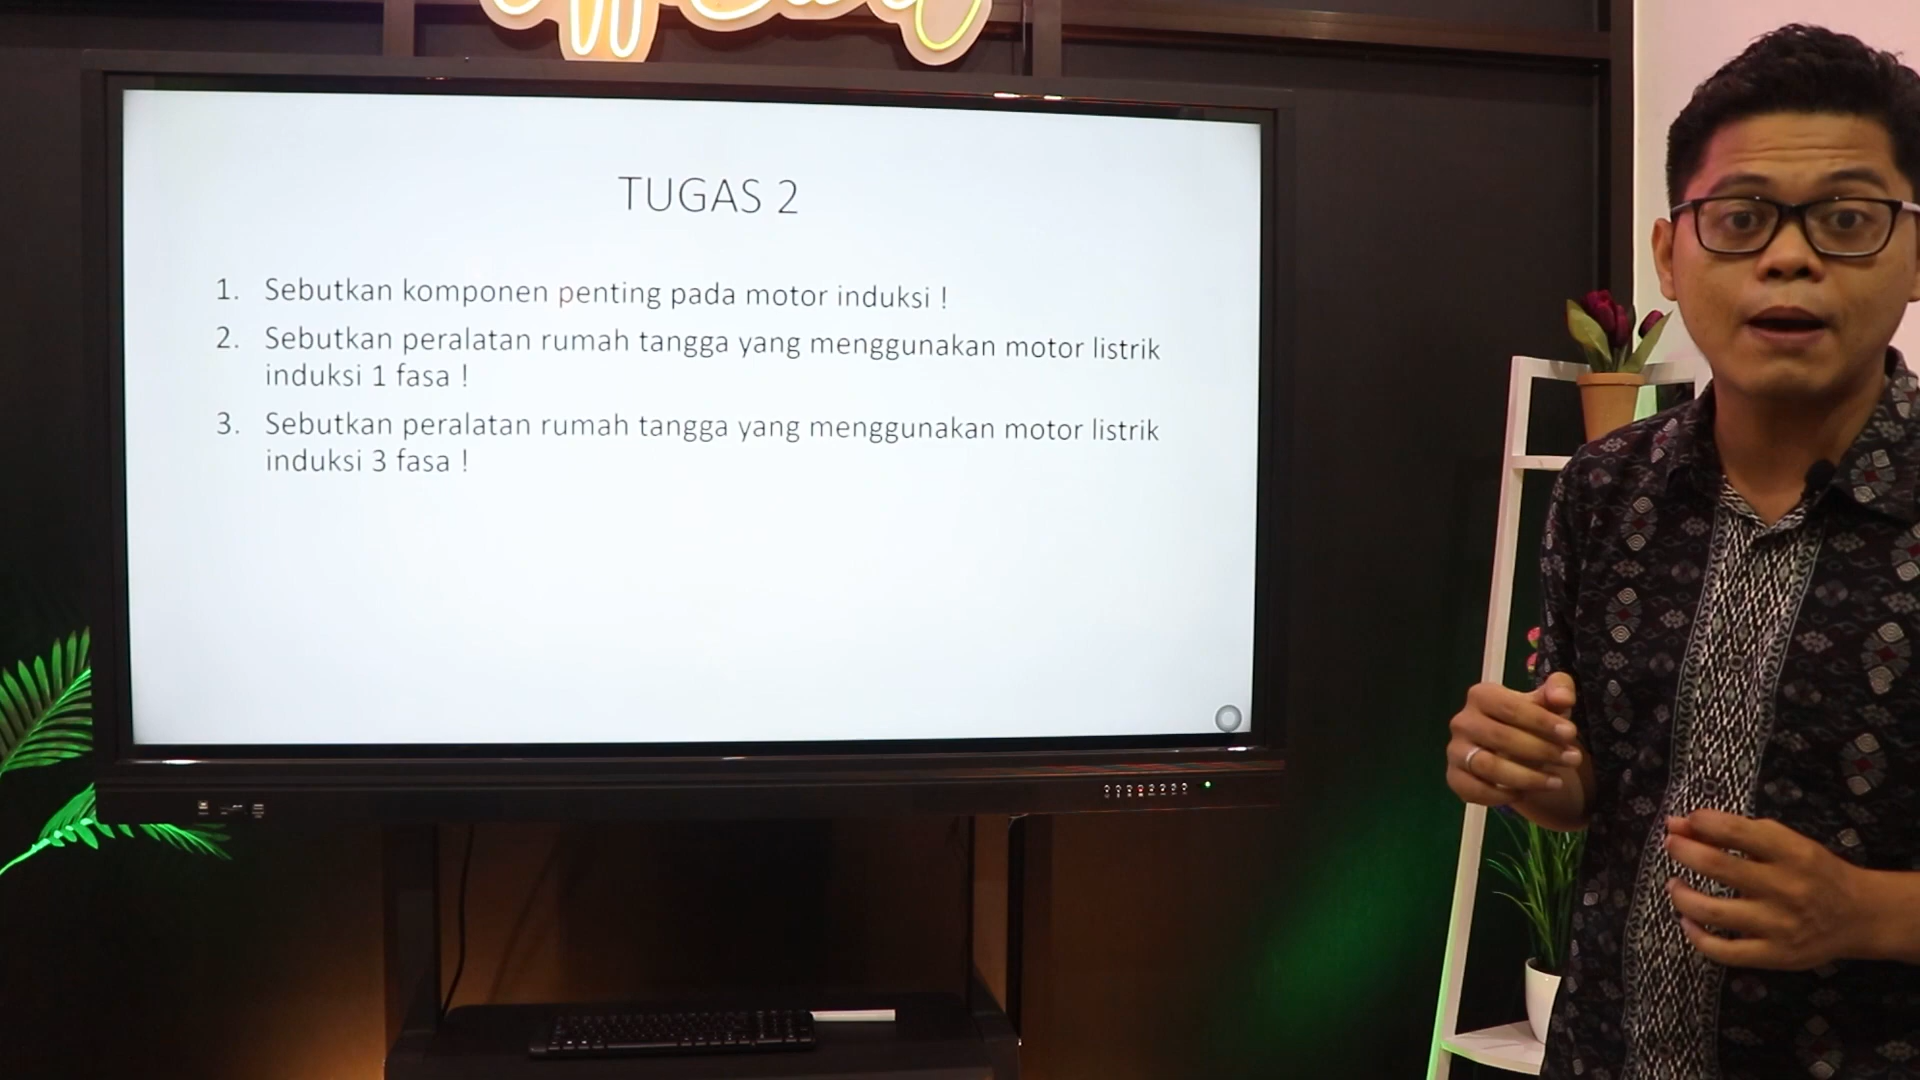 TUGAS 2
1. Sebutkan komponen penting pada motor induksi !
2. Sebutkan peralatan rumah tangga yang menggunakan motor listrik
induksi 1 fasa !
3. Sebutkan peralatan rumah tangga yang menggunakan motor listrik
induksi 3 fasa !